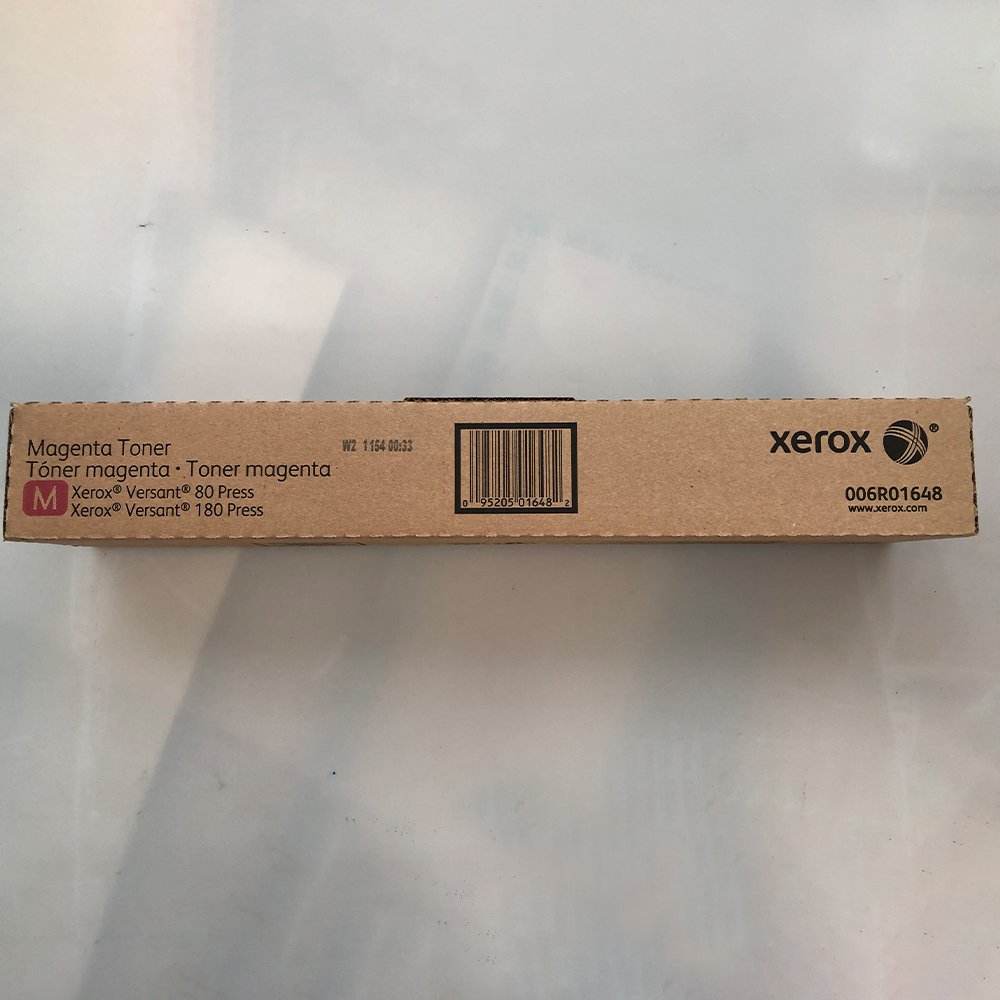 Magenta Toner
Tóner magenta • Toner magenta
M
Xerox® Versant® 80 Press
Xerox® Versant® 180 Press
W2 1154 00:33
0 95205 01648 2
xerox ®
006R01648
www.xerox.com